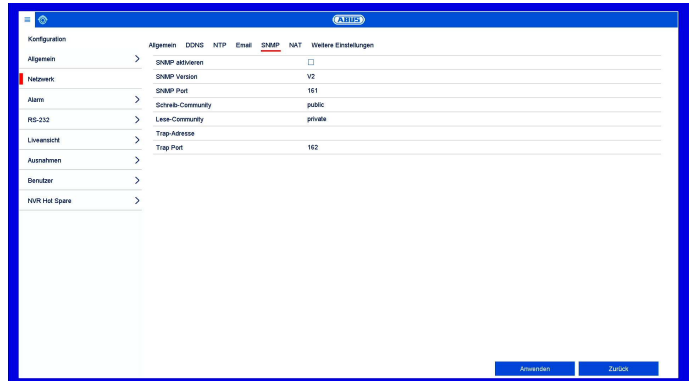 ABUS
Konfiguration
Allgemein
Netzwerk
Alarm
RS-232
Liveansicht
Ausnahmen
Benutzer
NVR Hot Spare
Allgemein DDNS NTP Email SNMP NAT Weitere Einstellungen
SNMP aktivieren
SNMP Version V2
SNMP Port 161
Schreib-Community public
Lese-Community private
Trap-Adresse
Trap Port 162
Anwenden Zurück